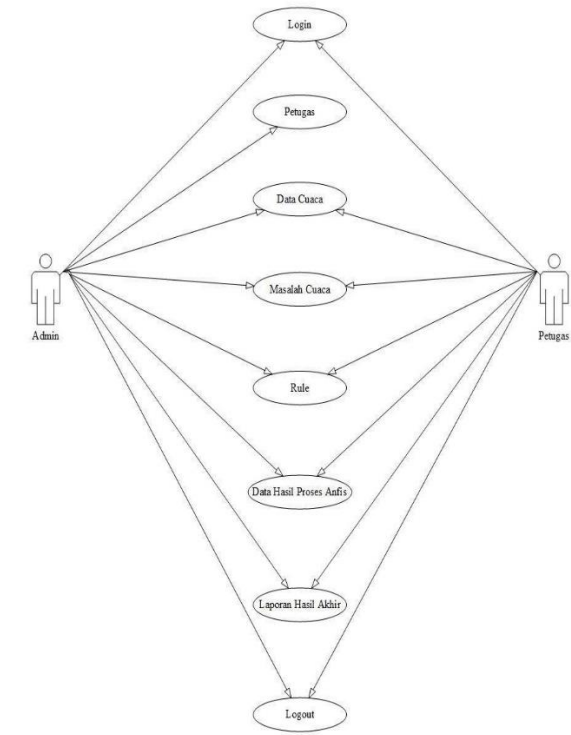 Login
Petugas
Data Cuaca
Masalah Cuaca
Admin
Petugas
Rule
Data Hasil Proses Anfis
Laporan Hasil Akhir
Logout